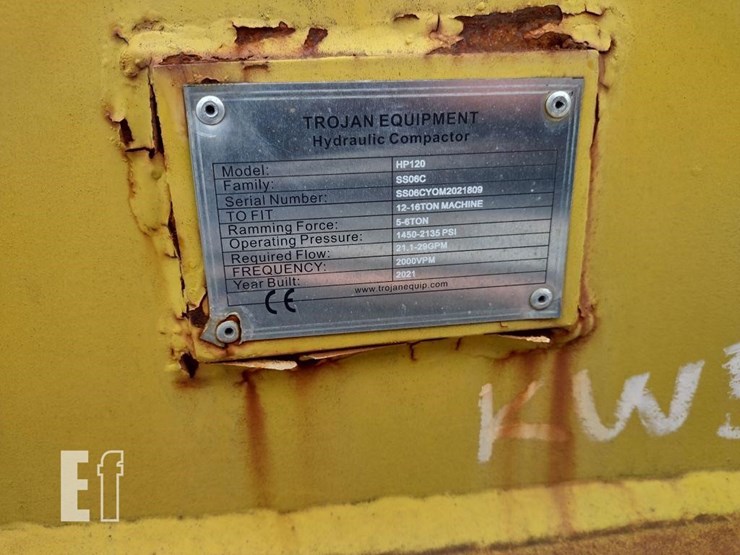 TROJAN EQUIPMENT
Hydraulic Compactor
Model: HP120
Family: SS06C
Serial Number: SS06CYOM2021809
TO FIT 12-16TON MACHINE
Ramming Force: 5-6TON
Operating Pressure: 1450-2135 PSI
Required Flow: 21.1-29GPM
FREQUENCY: 2000VPM
Year Built: 2021
CE www.trojanequip.com
KW
Ef